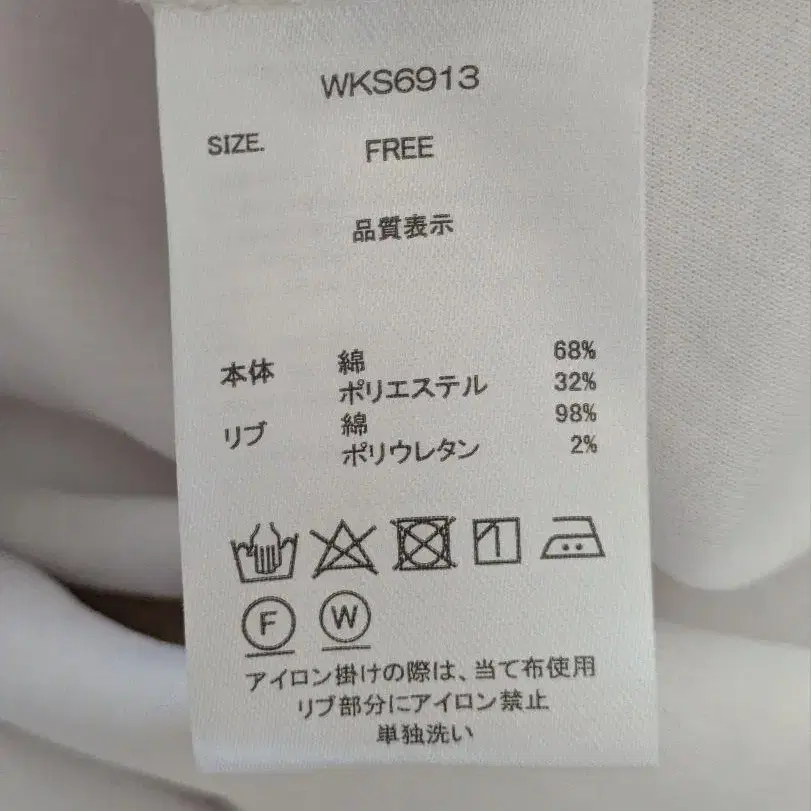 WKS6913
SIZE. FREE
品質表示
本体 綿 68%
ポリエステル 32%
リブ 綿 98%
ポリウレタン 2%
F W
アイロン掛けの際は、当て布使用
リブ部分にアイロン禁止
単独洗い